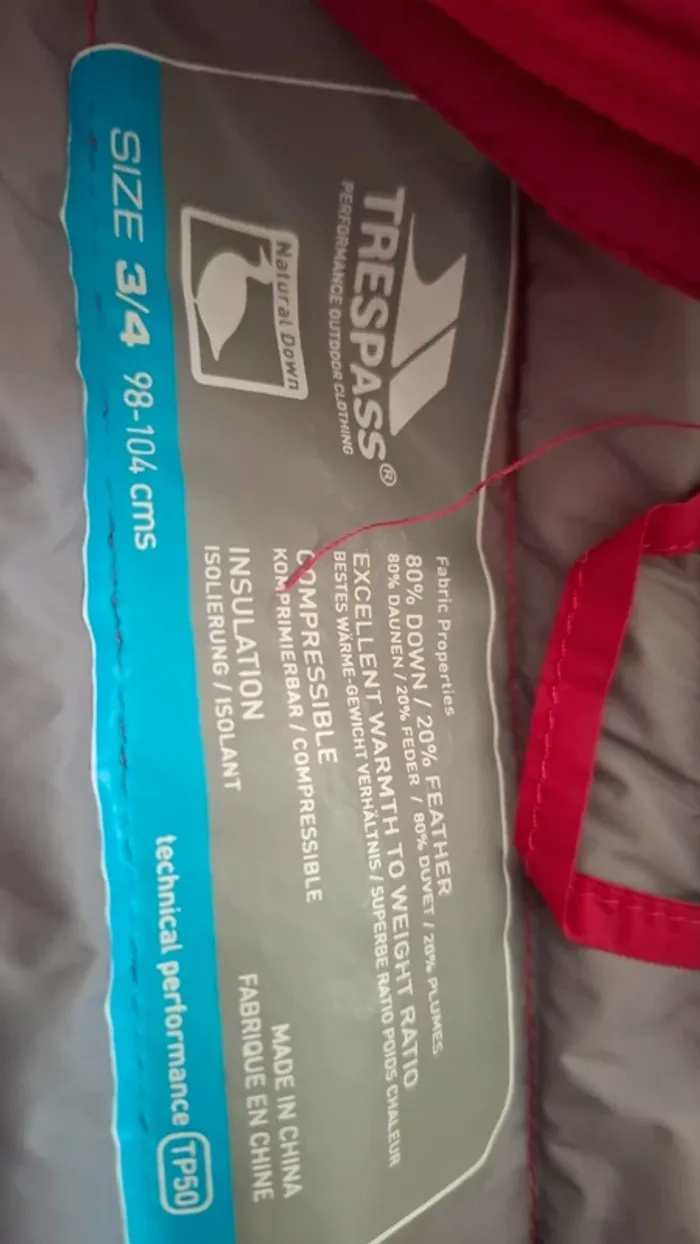 TRESPASS®
PERFORMANCE OUTDOOR CLOTHING
Natural Down
Fabric Properties
80% DOWN / 20% FEATHER
80% DAUNEN / 20% FEDER / 80% DUVET / 20% PLUMES
EXCELLENT WARMTH TO WEIGHT RATIO
BESTES WÄRME-GEWICHT VERHÄLTNIS / SUPERBE RATIO POIDS CHALEUR
COMPRESSIBLE
KOMPRIMIERBAR / COMPRESSIBLE
INSULATION
ISOLIERUNG / ISOLANT
MADE IN CHINA
FABRIQUE EN CHINE
SIZE 3/4 98-104 cms
technical performance TP50